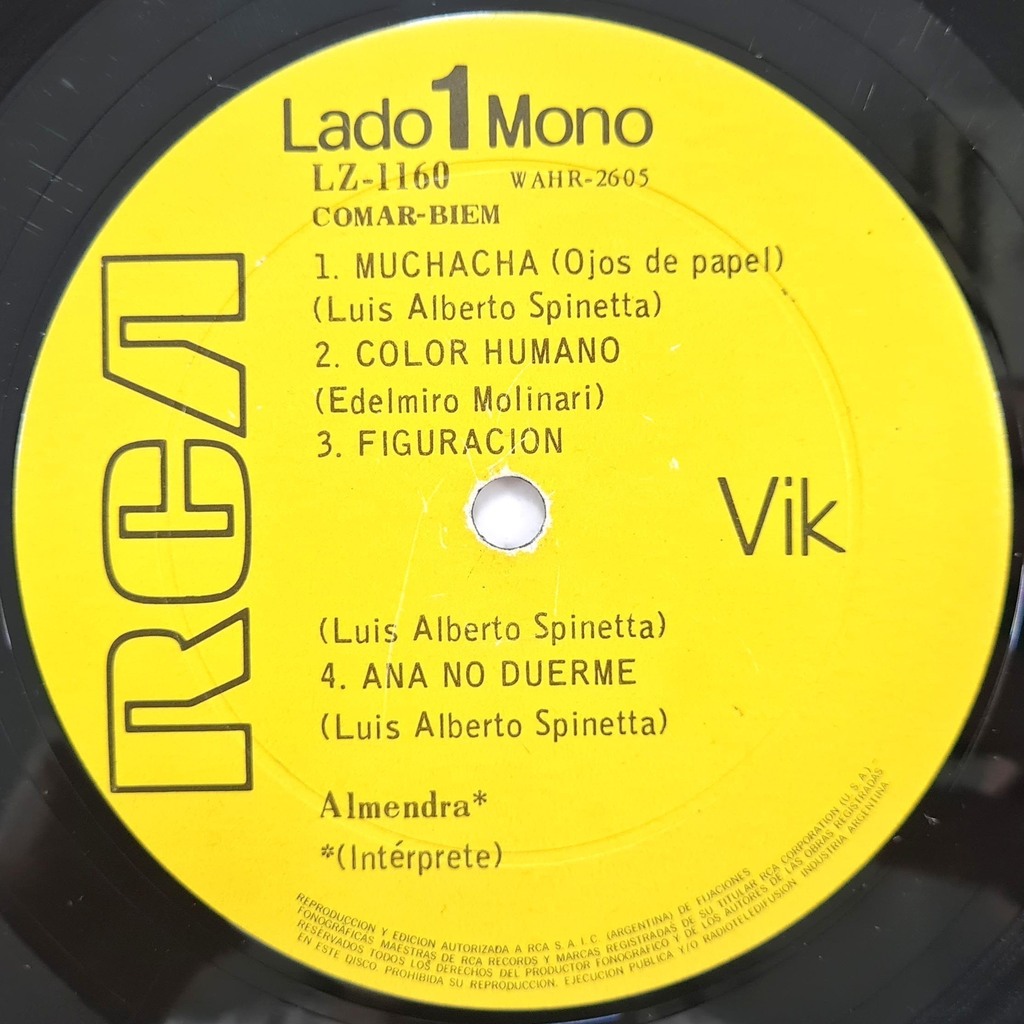 Lado 1 Mono
LZ-1160 WAHR-2605
COMAR-BIEM
1. MUCHACHA (Ojos de papel)
(Luis Alberto Spinetta)
2. COLOR HUMANO
(Edelmiro Molinari)
3. FIGURACION
RCA
Vik
(Luis Alberto Spinetta)
4. ANA NO DUERME
(Luis Alberto Spinetta)
Almendra*
*(Intérprete)
REPRODUCCION Y EDICION AUTORIZADA A RCA S.A.I.C. (ARGENTINA) DE FIJACIONES
FONOGRAFICAS MAESTRAS DE RCA RECORDS Y MARCAS REGISTRADAS DE SU TITULAR RCA CORPORATION (U.S.A.)-
RESERVADOS TODOS LOS DERECHOS DEL PRODUCTOR FONOGRAFICO Y DE LOS AUTORES DE LAS OBRAS REGISTRADAS
EN ESTE DISCO PROHIBIDA SU REPRODUCCION, EJECUCION PUBLICA Y/O RADIOTELEDIFUSION INDUSTRIA ARGENTINA